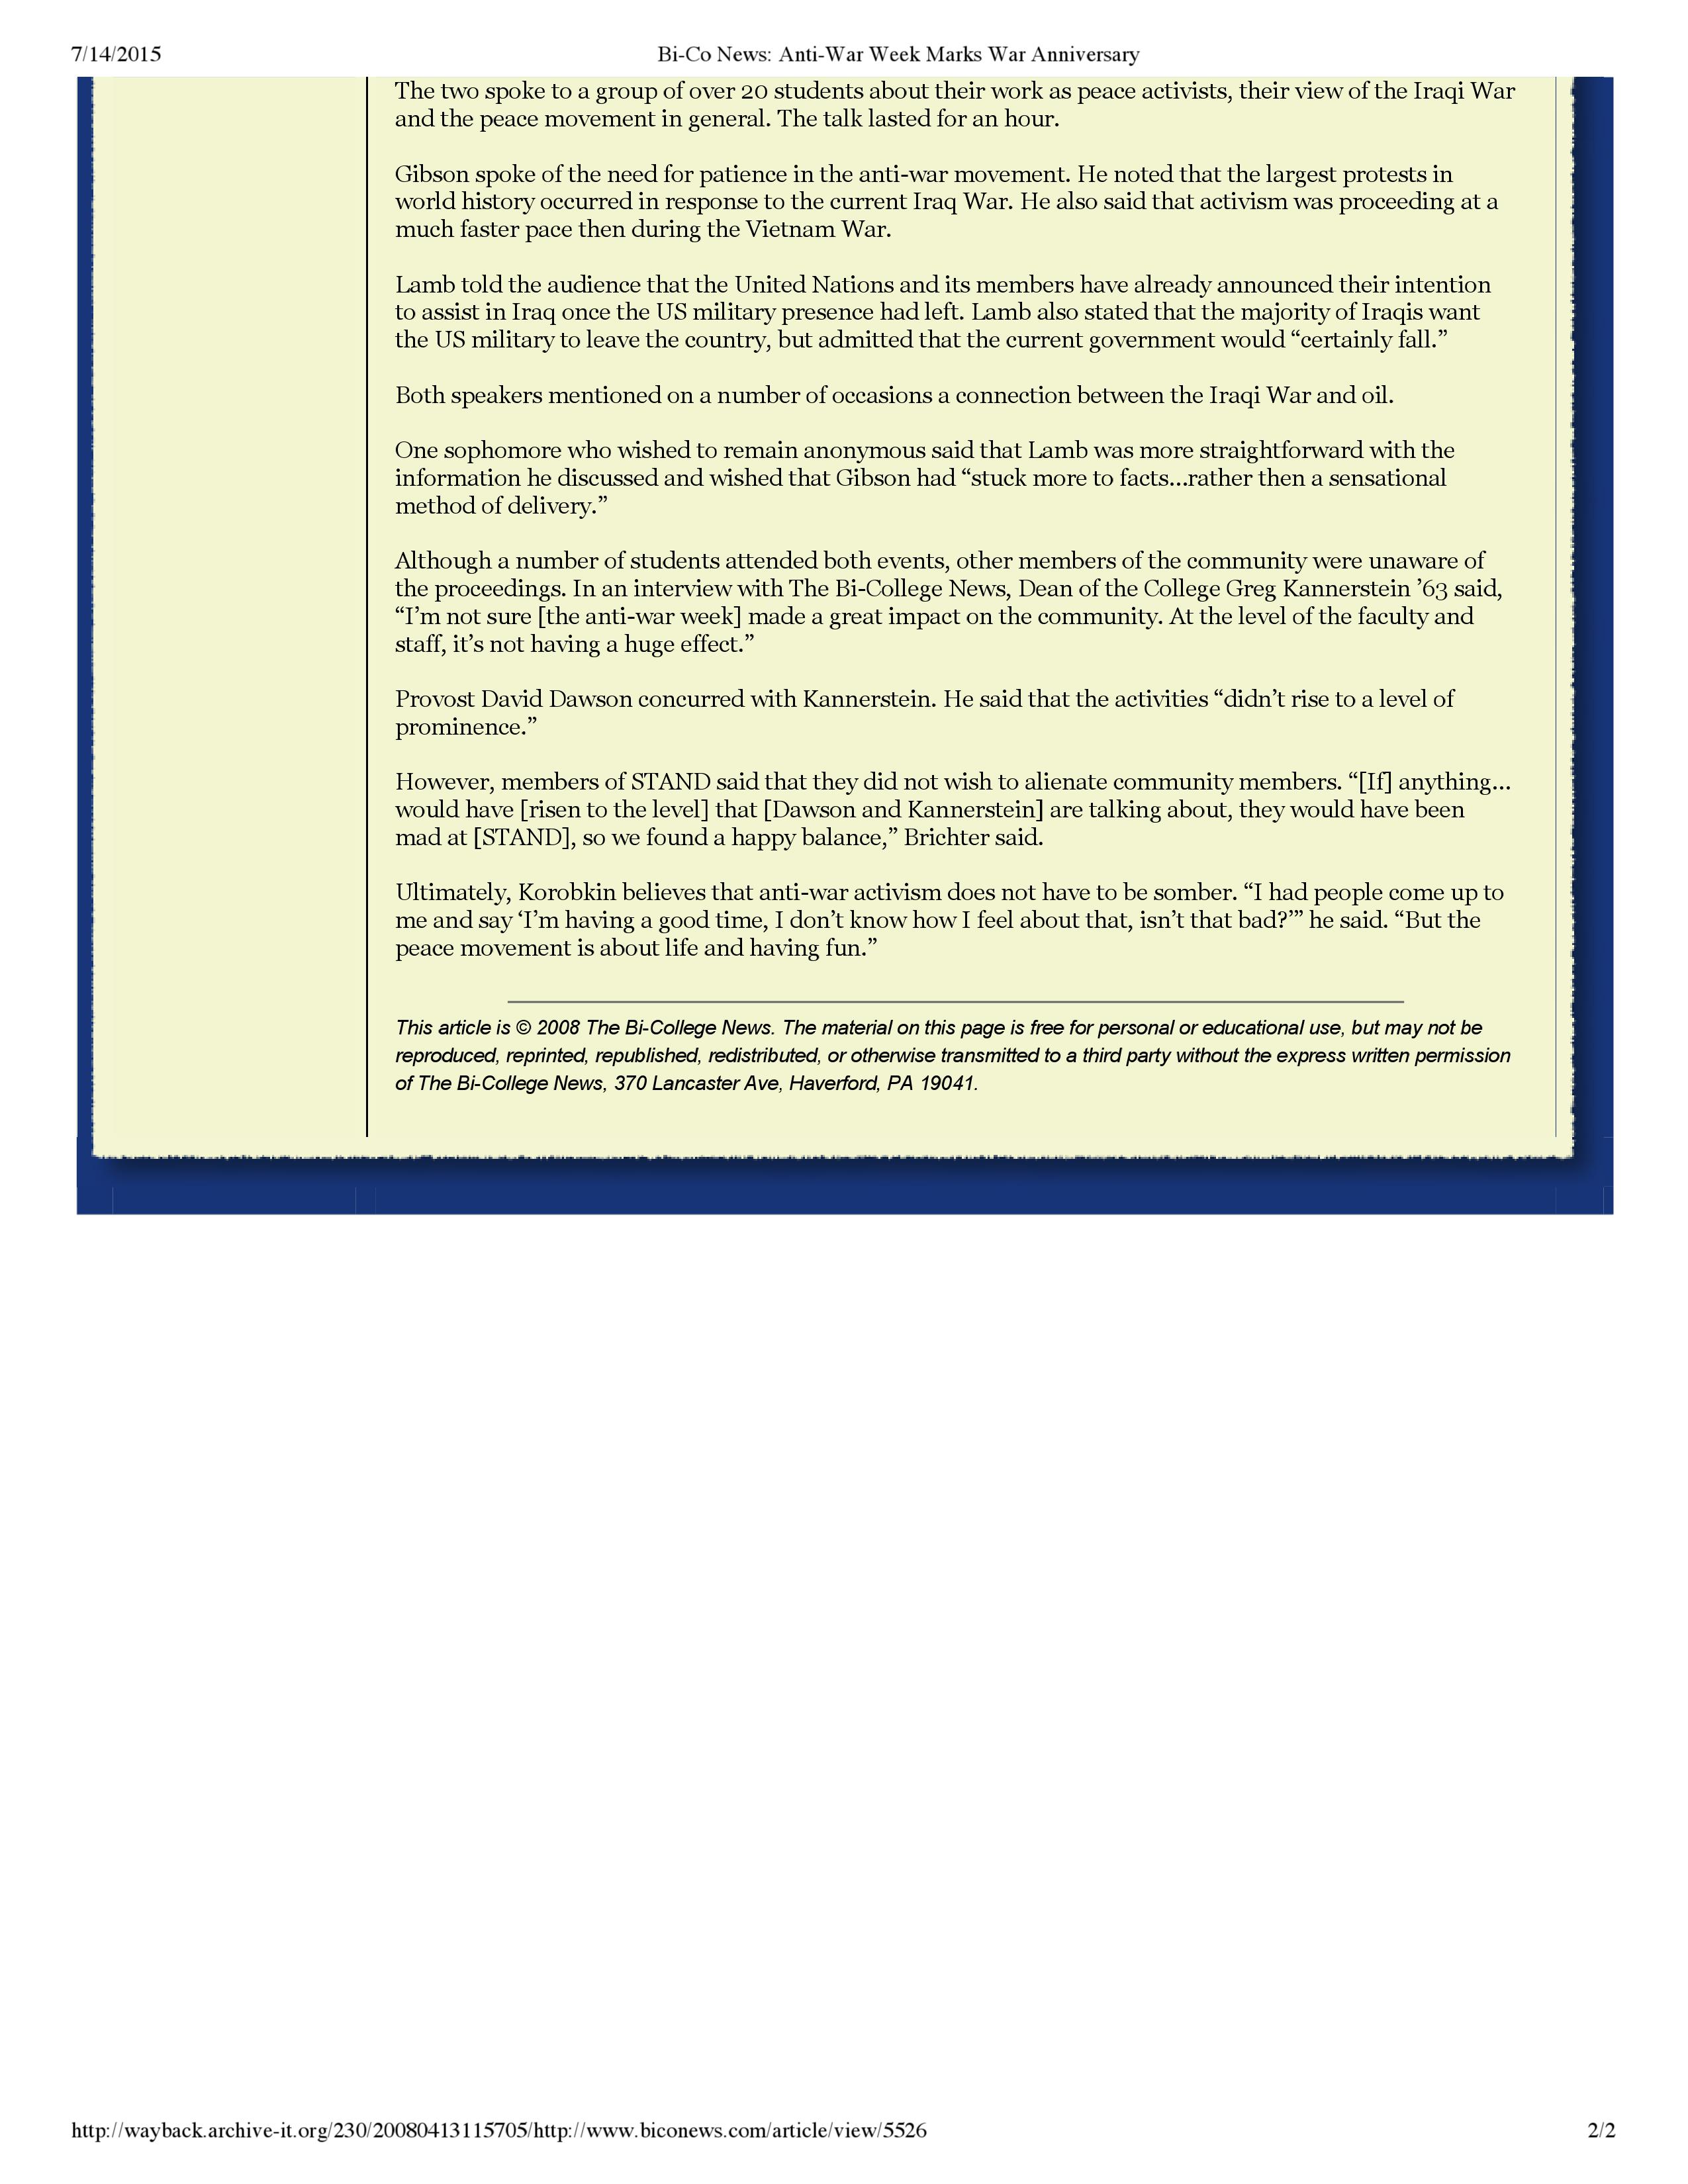 7/14/2015 Bi-Co News: Anti-War Week Marks War Anniversary
The two spoke to a group of over 20 students about their work as peace activists, their view of the Iraqi War
and the peace movement in general. The talk lasted for an hour.
Gibson spoke of the need for patience in the anti-war movement. He noted that the largest protests in
world history occurred in response to the current Iraq War. He also said that activism was proceeding at a
much faster pace then during the Vietnam War.
Lamb told the audience that the United Nations and its members have already announced their intention
to assist in Iraq once the US military presence had left. Lamb also stated that the majority of Iraqis want
the US military to leave the country, but admitted that the current government would “certainly fall.”
Both speakers mentioned on a number of occasions a connection between the Iraqi War and oil.
One sophomore who wished to remain anonymous said that Lamb was more straightforward with the
information he discussed and wished that Gibson had “stuck more to facts...rather then a sensational
method of delivery.”
Although a number of students attended both events, other members of the community were unaware of
the proceedings. In an interview with The Bi-College News, Dean of the College Greg Kannerstein ’63 said,
“I’m not sure [the anti-war week] made a great impact on the community. At the level of the faculty and
staff, it’s not having a huge effect.”
Provost David Dawson concurred with Kannerstein. He said that the activities “didn’t rise to a level of
prominence.”
However, members of STAND said that they did not wish to alienate community members. “[If] anything...
would have [risen to the level] that [Dawson and Kannerstein] are talking about, they would have been
mad at [STAND], so we found a happy balance,” Brichter said.
Ultimately, Korobkin believes that anti-war activism does not have to be somber. “I had people come up to
me and say ‘I’m having a good time, I don’t know how I feel about that, isn’t that bad?’” he said. “But the
peace movement is about life and having fun.”
This article is © 2008 The Bi-College News. The material on this page is free for personal or educational use, but may not be
reproduced, reprinted, republished, redistributed, or otherwise transmitted to a third party without the express written permission
of The Bi-College News, 370 Lancaster Ave, Haverford, PA 19041.
http://wayback.archive-it.org/230/20080413115705/http://www.biconews.com/article/view/5526 2/2